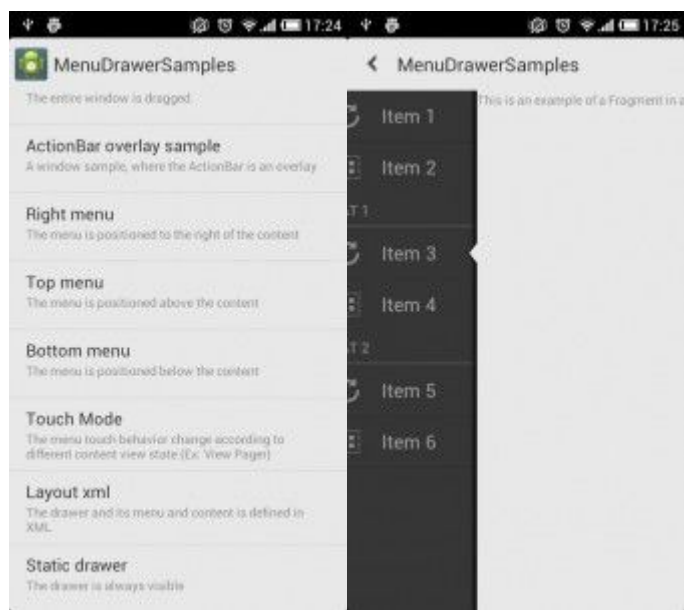 17:24
MenuDrawerSamples
The entire window is dragged.
ActionBar overlay sample
A window sample, where the ActionBar is an overlay
Right menu
The menu is positioned to the right of the content
Top menu
The menu is positioned above the content
Bottom menu
The menu is positioned below the content
Touch Mode
The menu touch behavior change according to
different content view state (Ex: View Pager)
Layout xml
The drawer and its menu and content is defined in
XML.
Static drawer
The drawer is always visible
17:25
MenuDrawerSamples
This is an example of a Fragment in a
Item 1
Item 2
AT 1
Item 3
Item 4
AT 2
Item 5
Item 6